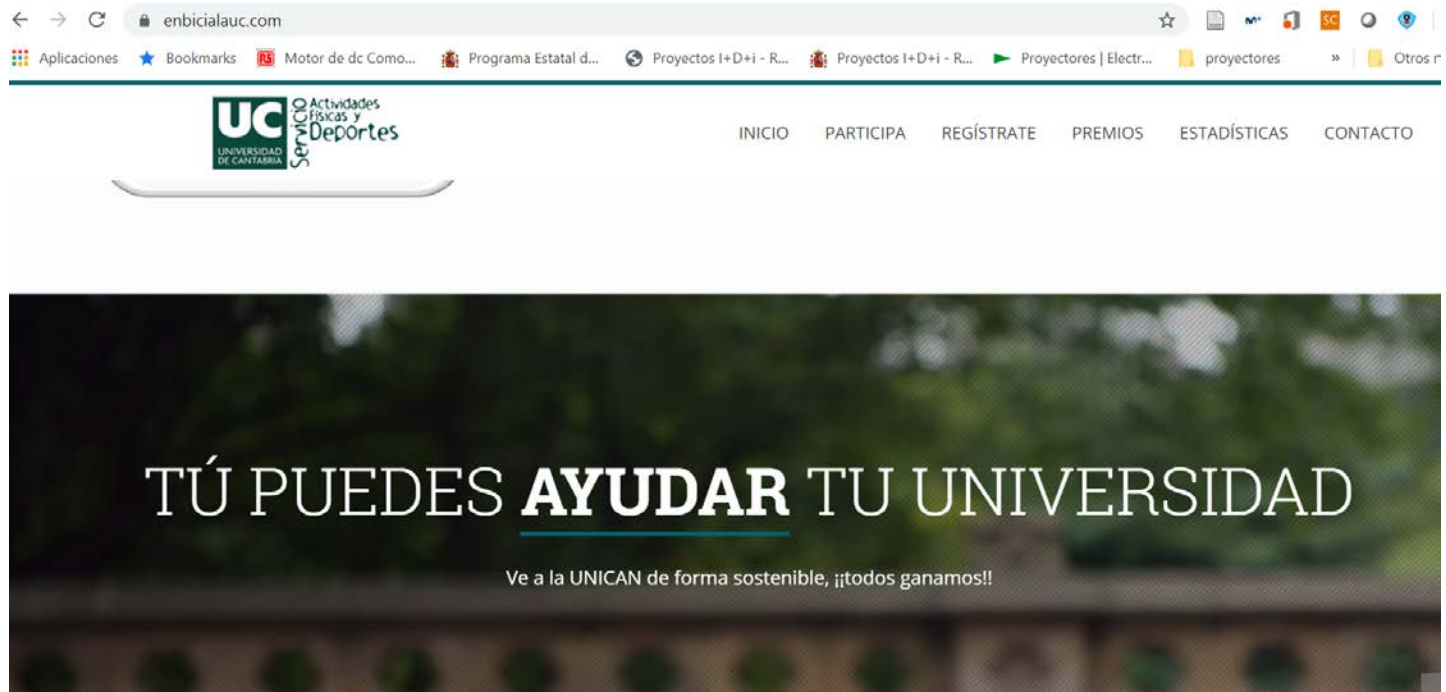 enbicialauc.com
Aplicaciones Bookmarks Motor de dc Como... Programa Estatal d... Proyectos I+D+i - R... Proyectos I+D+i - R... Proyectores | Electr... proyectores » Otros
UC
UNIVERSIDAD
DE CANTABRIA
Servicio
Actividades
Físicas y
Deportes
INICIO PARTICIPA REGÍSTRATE PREMIOS ESTADÍSTICAS CONTACTO
TÚ PUEDES AYUDAR TU UNIVERSIDAD
Ve a la UNICAN de forma sostenible, ¡¡todos ganamos!!